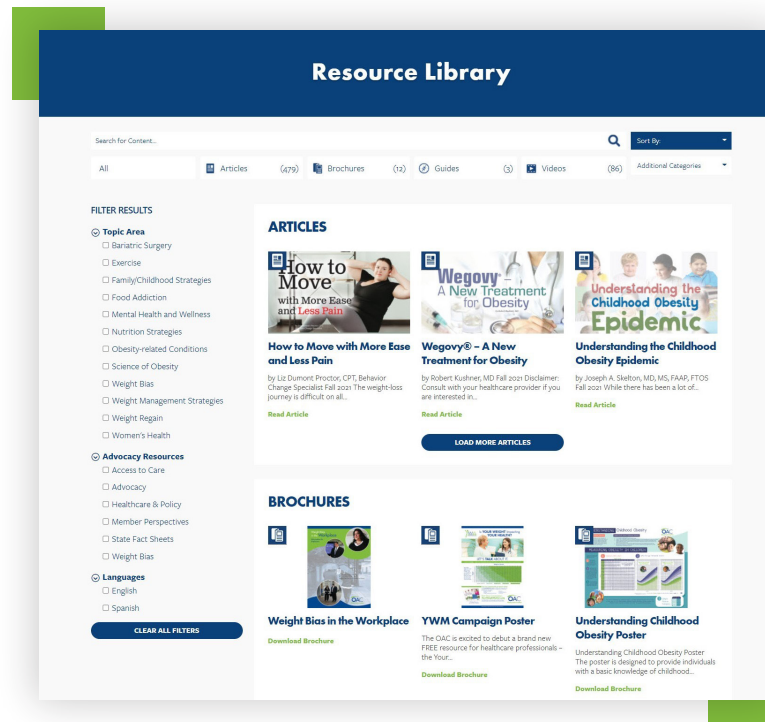 Resource Library
Search for Content...
Sort By:
All
Articles (479)
Brochures (12)
Guides (3)
Videos (86)
Additional Categories
FILTER RESULTS
Topic Area
Bariatric Surgery
Exercise
Family/Childhood Strategies
Food Addiction
Mental Health and Wellness
Nutrition Strategies
Obesity-related Conditions
Science of Obesity
Weight Bias
Weight Management Strategies
Weight Regain
Women's Health
Advocacy Resources
Access to Care
Advocacy
Healthcare & Policy
Member Perspectives
State Fact Sheets
Weight Bias
Languages
English
Spanish
CLEAR ALL FILTERS
ARTICLES
How to
Move
with More Ease
and Less Pain
How to Move with More Ease
and Less Pain
by Liz Dumont Proctor, CPT, Behavior
Change Specialist Fall 2021 The weight-loss
journey is difficult on all...
Read Article
Wegovy®–
A New Treatment
for Obesity
Wegovy® – A New
Treatment for Obesity
by Robert Kushner, MD Fall 2021 Disclaimer:
Consult with your healthcare provider if you
are interested in...
Read Article
Understanding the
Childhood Obesity
Epidemic
Understanding the Childhood
Obesity Epidemic
by Joseph A. Skelton, MD, MS, FAAP, FTOS
Fall 2021 While there has been a lot of...
Read Article
LOAD MORE ARTICLES
BROCHURES
OAC
Weight Bias in the Workplace
Download Brochure
YOUR WEIGHT
YOUR HEALTH?
OAC
YWM Campaign Poster
The OAC is excited to debut a brand new
FREE resource for healthcare professionals –
the Your...
Download Brochure
Childhood Obesity
OAC
Understanding Childhood
Obesity Poster
Understanding Childhood Obesity Poster
The poster is designed to provide individuals
with a basic knowledge of childhood...
Download Brochure